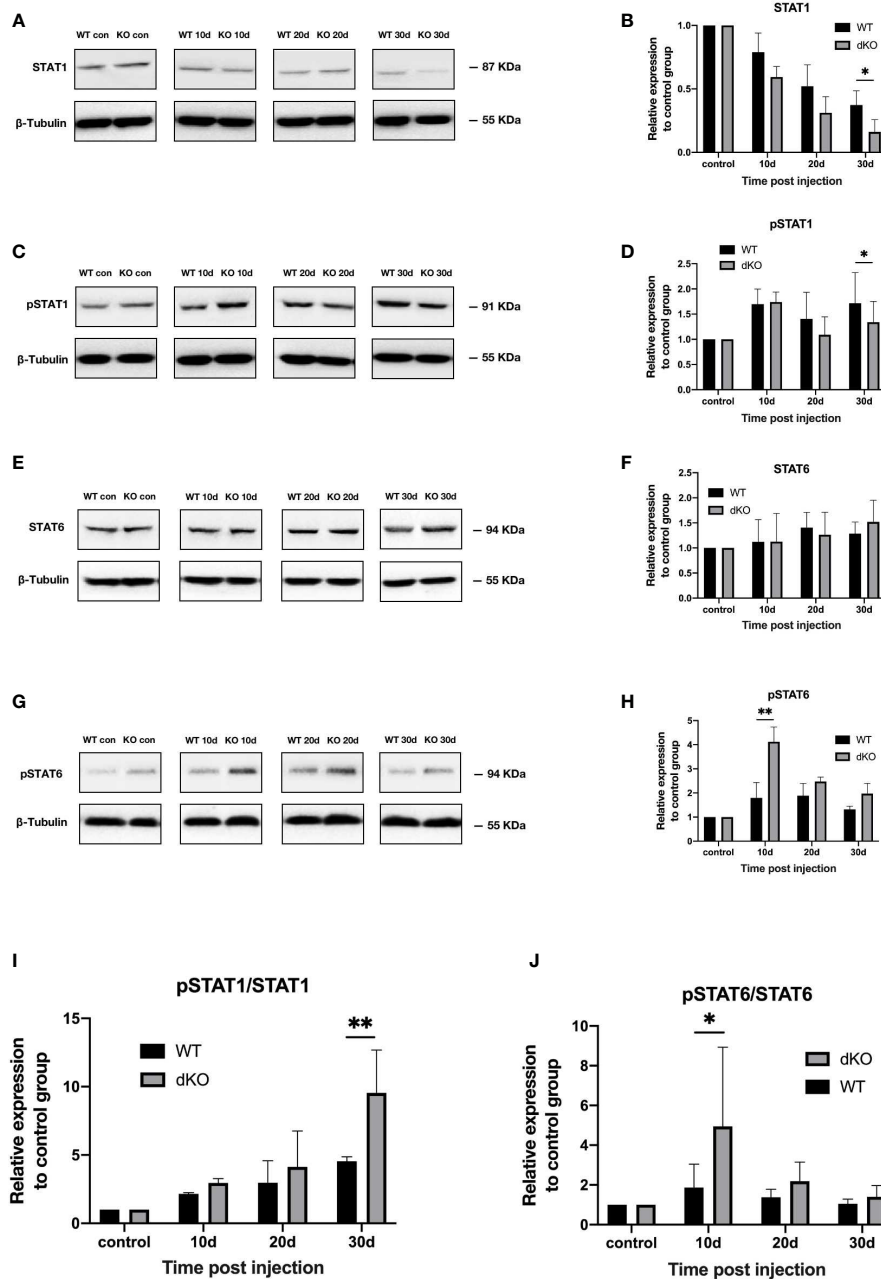 A
WT con KO con WT 10d KO 10d WT 20d KO 20d WT 30d KO 30d
STAT1
87 KDa
β-Tubulin
55 KDa
B
STAT1
Relative expression
to control group
1.0
0.5
0.0
WT
dKO
*
control 10d 20d 30d
Time post injection
C
WT con KO con WT 10d KO 10d WT 20d KO 20d WT 30d KO 30d
pSTAT1
91 KDa
β-Tubulin
55 KDa
D
pSTAT1
Relative expression
to control group
2.5
2.0
1.5
1.0
0.5
0.0
WT
dKO
*
control 10d 20d 30d
Time post injection
E
WT con KO con WT 10d KO 10d WT 20d KO 20d WT 30d KO 30d
STAT6
94 KDa
β-Tubulin
55 KDa
F
STAT6
Relative expression
to control group
2.5
2.0
1.5
1.0
0.5
0.0
WT
dKO
control 10d 20d 30d
Time post injection
G
WT con KO con WT 10d KO 10d WT 20d KO 20d WT 30d KO 30d
pSTAT6
94 KDa
β-Tubulin
55 KDa
H
pSTAT6
Relative expression
to control group
5
4
3
2
1
0
**
WT
dKO
control 10d 20d 30d
Time post injection
I
pSTAT1/STAT1
Relative expression
to control group
15
10
5
0
WT
dKO
**
control 10d 20d 30d
Time post injection
J
pSTAT6/STAT6
Relative expression
to control group
10
8
6
4
2
0
*
dKO
WT
control 10d 20d 30d
Time post injection